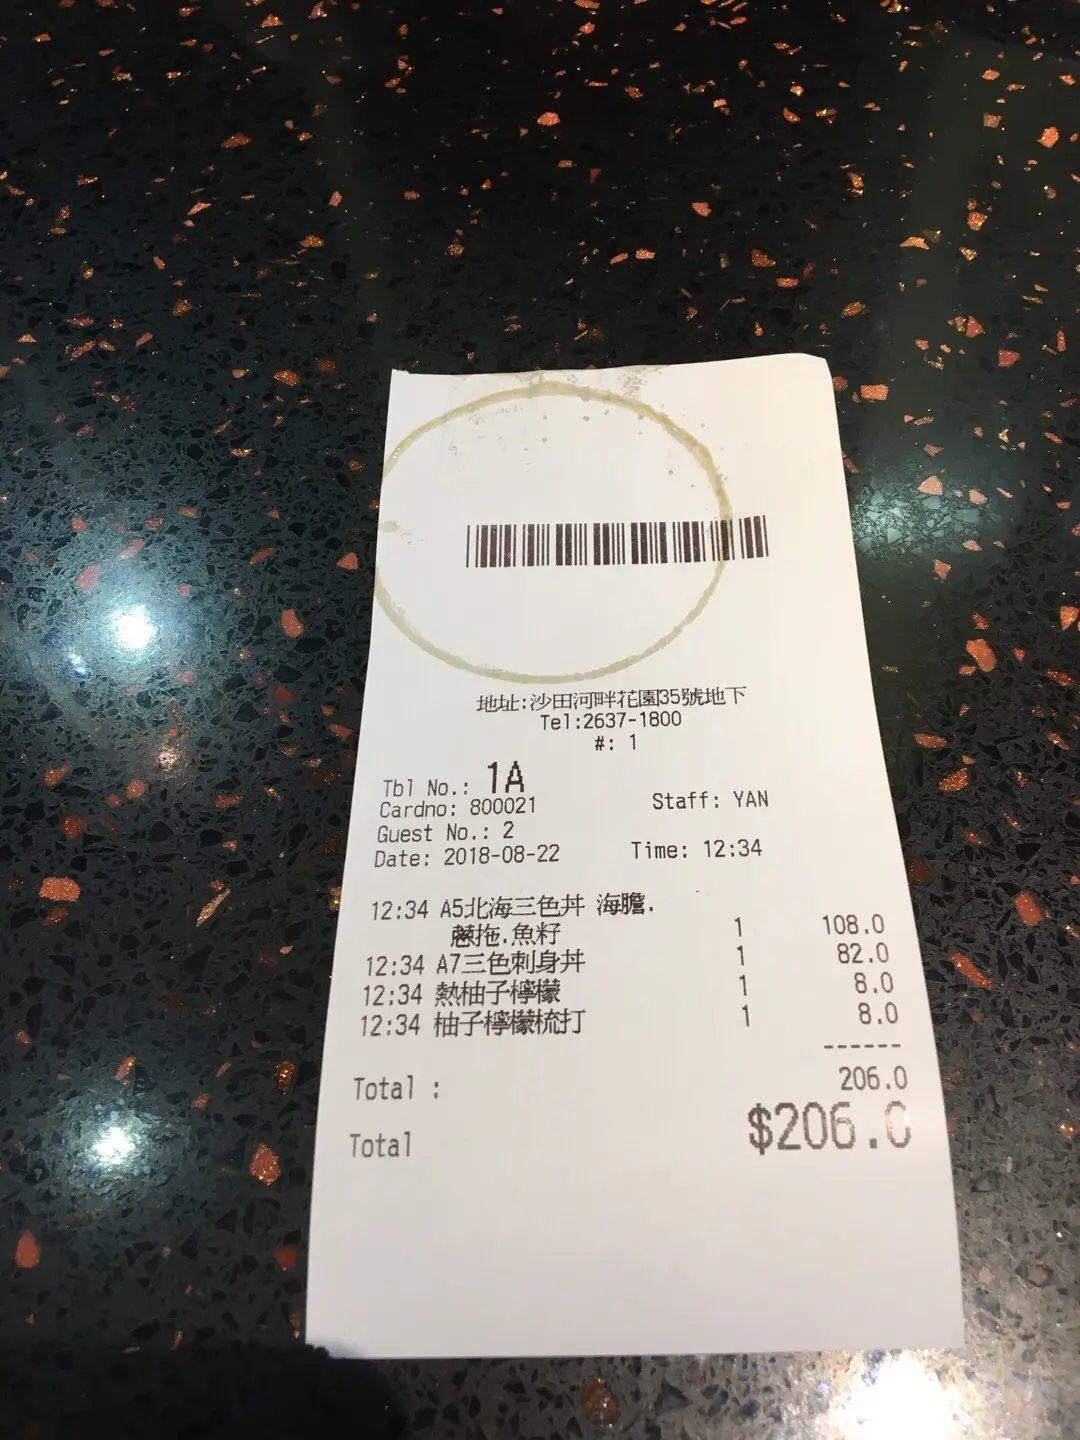 地址:沙田河畔花園35號地下
Tel:2637-1800
#: 1
Tbl No.: 1A
Cardno: 800021 Staff: YAN
Guest No.: 2
Date: 2018-08-22 Time: 12:34
12:34 A5北海三色丼 海膽.
蔥拖.魚籽 1 108.0
12:34 A7三色刺身丼 1 82.0
12:34 熱柚子檸檬 1 8.0
12:34 柚子檸檬梳打 1 8.0
------
Total : 206.0
Total $206.0